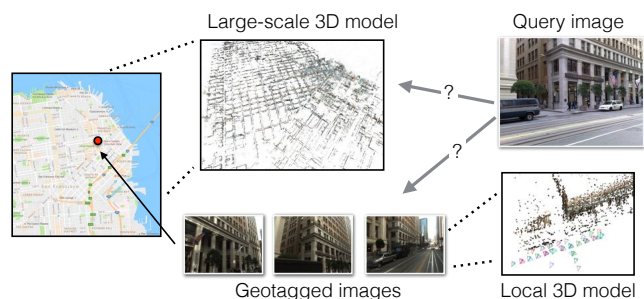 Large-scale 3D model
Query image
?
?
Geotagged images
Local 3D model